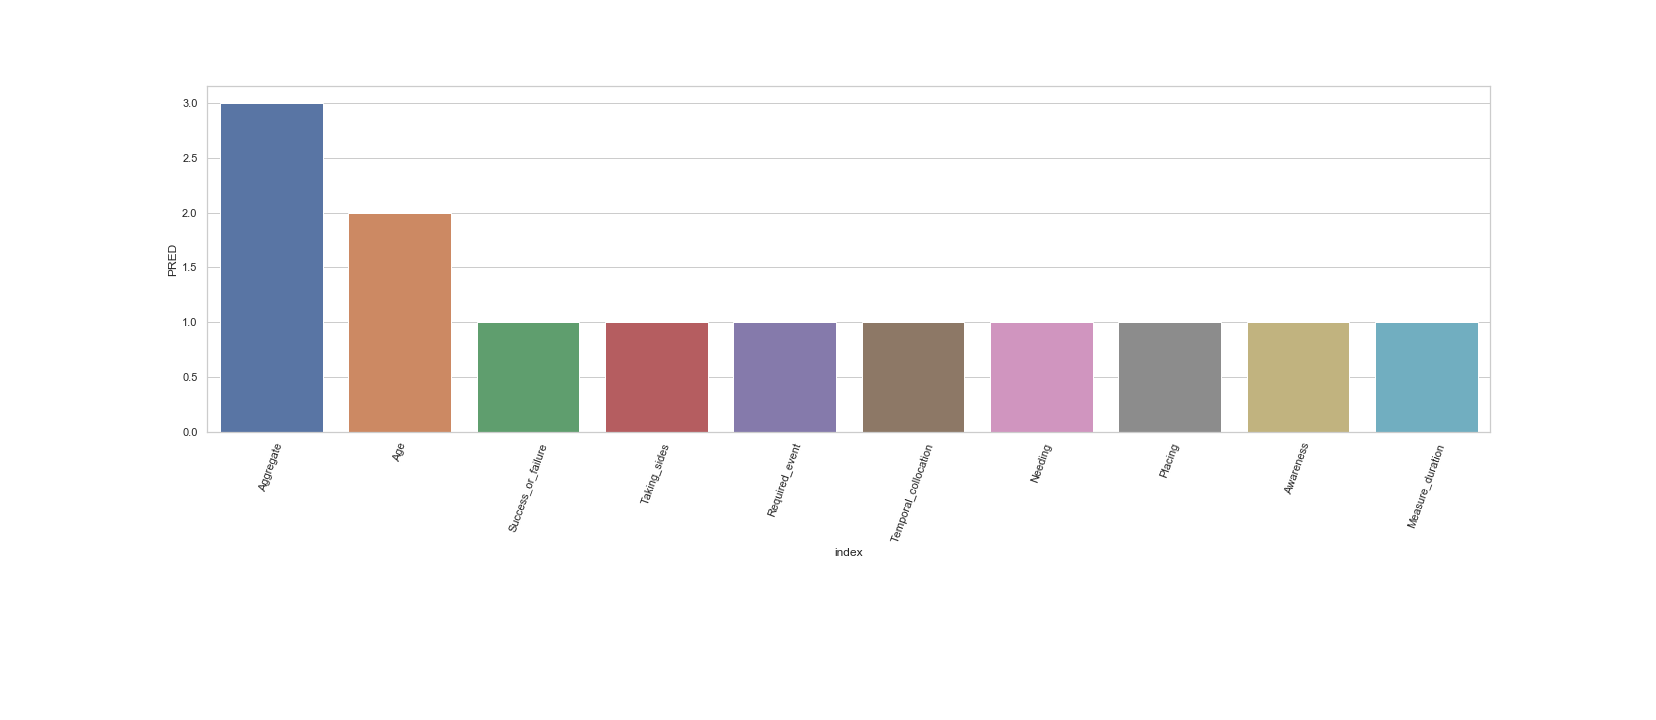 3.0
2.5
2.0
1.5
1.0
0.5
0.0
PRED
Aggregate
Age
Success_or_failure
Taking_sides
Required_event
Temporal_collocation
Needing
Placing
Awareness
Measure_duration
index